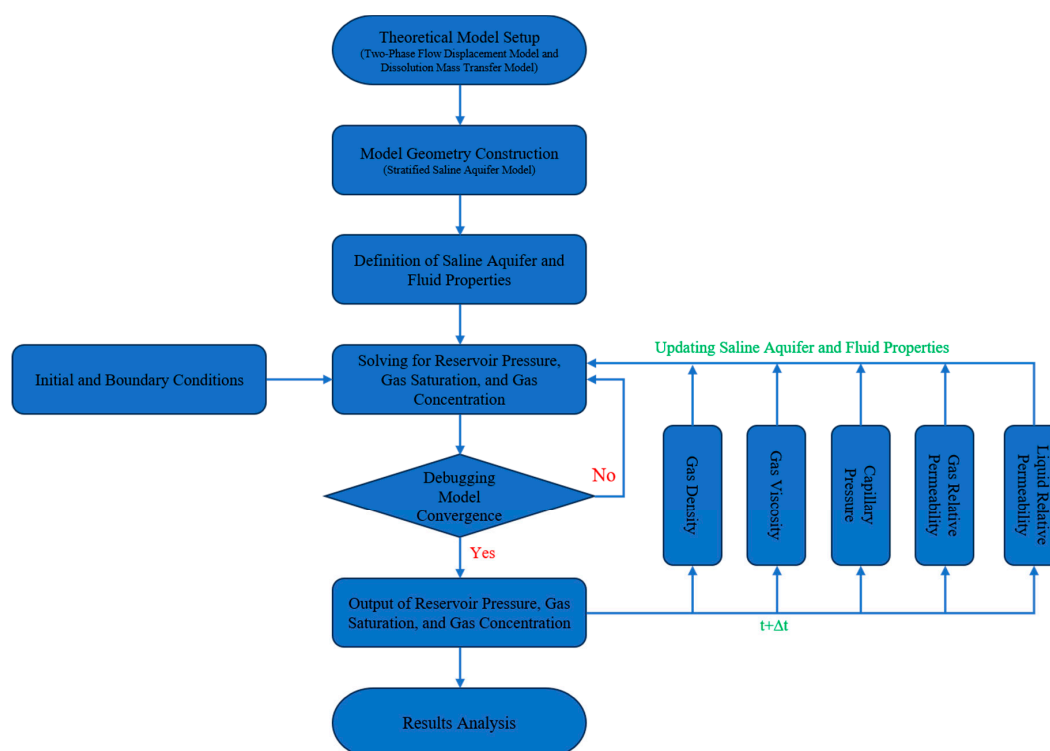 Theoretical Model Setup
(Two-Phase Flow Displacement Model and
Dissolution Mass Transfer Model)
Model Geometry Construction
(Stratified Saline Aquifer Model)
Definition of Saline Aquifer and
Fluid Properties
Initial and Boundary Conditions
Solving for Reservoir Pressure,
Gas Saturation, and Gas
Concentration
Updating Saline Aquifer and Fluid Properties
Debugging
Model
Convergence
No
Yes
Gas Density
Gas Viscosity
Capillary
Pressure
Gas Relative
Permeability
Liquid Relative
Permeability
Output of Reservoir Pressure, Gas
Saturation, and Gas Concentration
t+Δt
Results Analysis